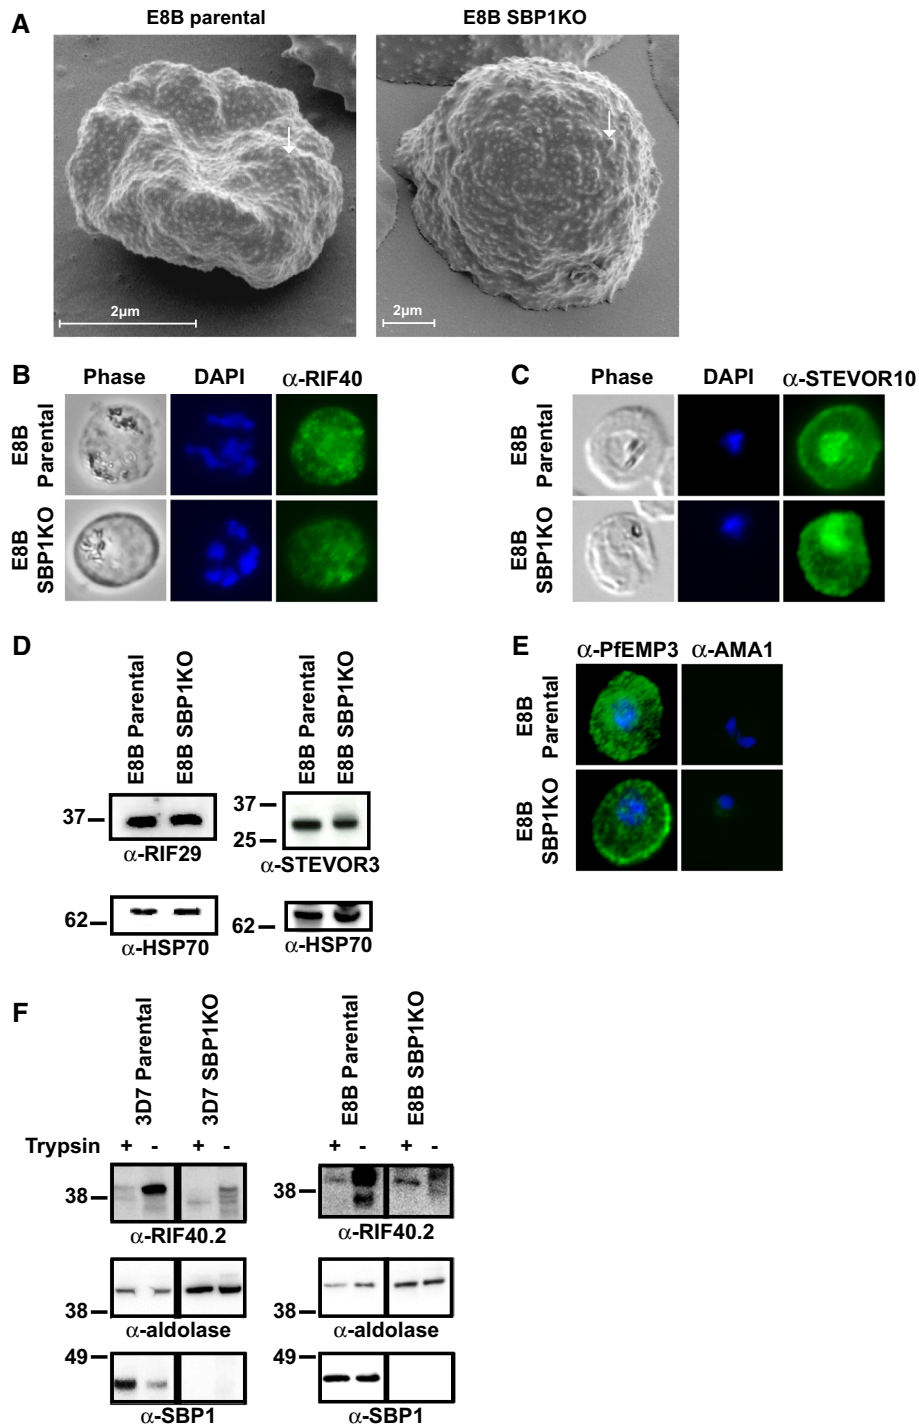 A
E8B parental
E8B SBP1KO
2µm
2µm
B
Phase
DAPI
α-RIF40
E8B Parental
E8B SBP1KO
C
Phase
DAPI
α-STEVOR10
E8B Parental
E8B SBP1KO
D
E8B Parental
E8B SBP1KO
37
α-RIF29
62
α-HSP70
E8B Parental
E8B SBP1KO
37
25
α-STEVOR3
62
α-HSP70
E
α-PfEMP3
α-AMA1
E8B Parental
E8B SBP1KO
F
3D7 Parental
3D7 SBP1KO
E8B Parental
E8B SBP1KO
Trypsin + - + - + - + -
38
α-RIF40.2
38
α-RIF40.2
38
α-aldolase
38
α-aldolase
49
α-SBP1
49
α-SBP1